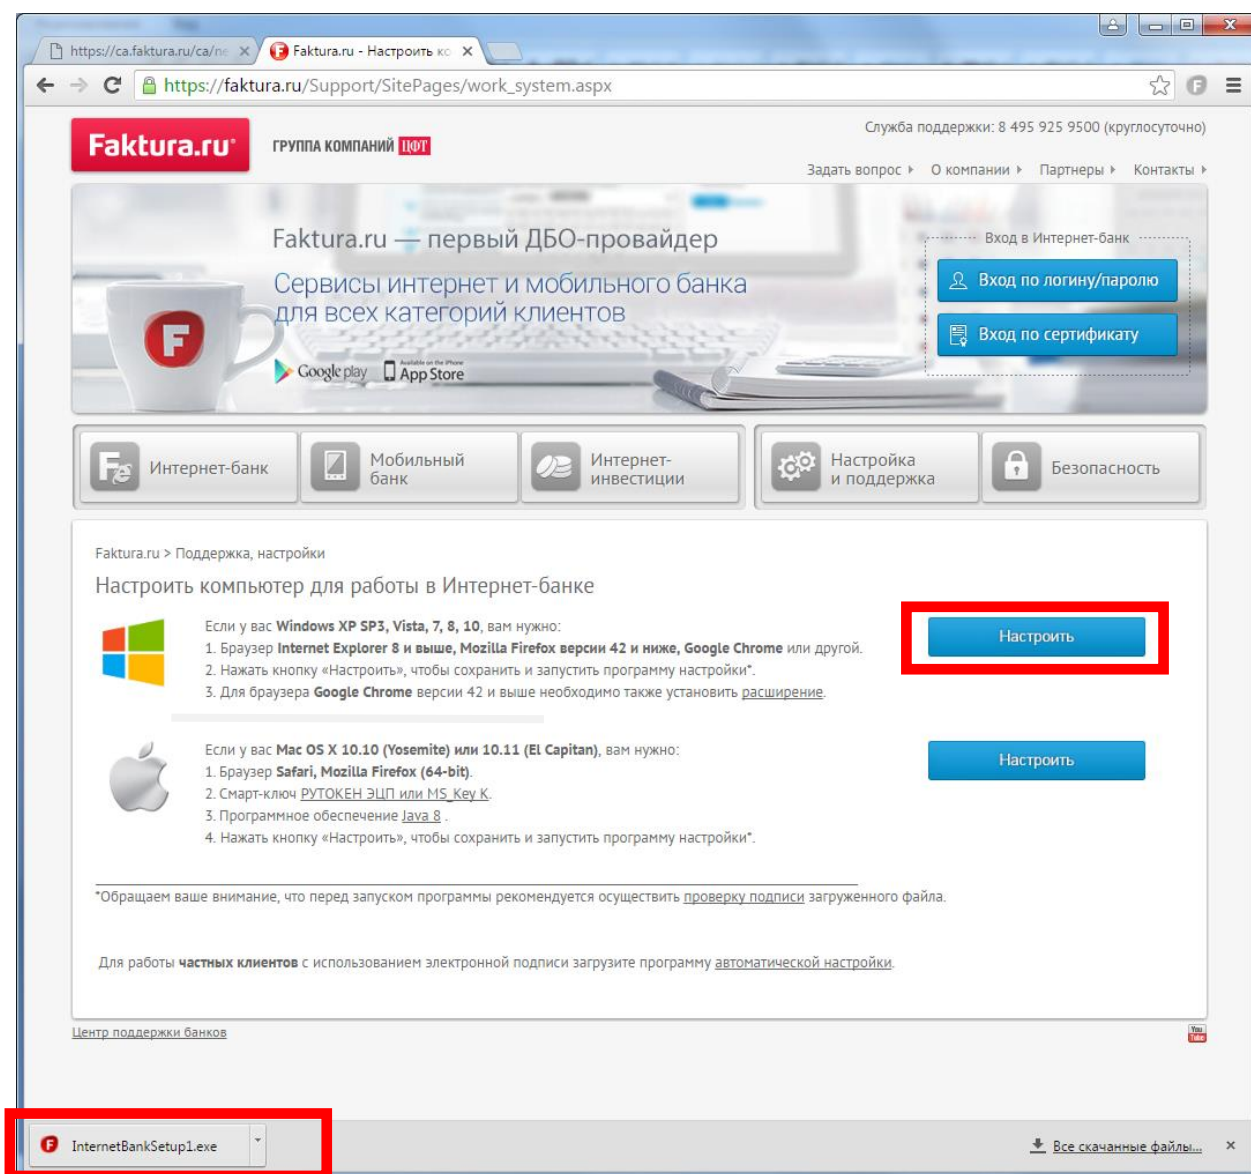 https://ca.faktura.ru/ca/ne
Faktura.ru - Настроить ко
https://faktura.ru/Support/SitePages/work_system.aspx
Faktura.ru
ГРУППА КОМПАНИЙ ЦФТ
Служба поддержки: 8 495 925 9500 (круглосуточно)
Задать вопрос О компании Партнеры Контакты
Faktura.ru — первый ДБО-провайдер
Сервисы интернет и мобильного банка
для всех категорий клиентов
Google play
Available on the iPhone
App Store
Вход в Интернет-банк
Вход по логину/паролю
Вход по сертификату
Интернет-банк
Мобильный
банк
Интернет-
инвестиции
Настройка
и поддержка
Безопасность
Faktura.ru > Поддержка, настройки
Настроить компьютер для работы в Интернет-банке
Если у вас Windows XP SP3, Vista, 7, 8, 10, вам нужно:
1. Браузер Internet Explorer 8 и выше, Mozilla Firefox версии 42 и ниже, Google Chrome или другой.
2. Нажать кнопку «Настроить», чтобы сохранить и запустить программу настройки*.
3. Для браузера Google Chrome версии 42 и выше необходимо также установить расширение.
Настроить
Если у вас Mac OS X 10.10 (Yosemite) или 10.11 (El Capitan), вам нужно:
1. Браузер Safari, Mozilla Firefox (64-bit).
2. Смарт-ключ РУТОКЕН ЭЦП или MS_Key K.
3. Программное обеспечение Java 8 .
4. Нажать кнопку «Настроить», чтобы сохранить и запустить программу настройки*.
Настроить
*Обращаем ваше внимание, что перед запуском программы рекомендуется осуществить проверку подписи загруженного файла.
Для работы частных клиентов с использованием электронной подписи загрузите программу автоматической настройки.
Центр поддержки банков
You Tube
InternetBankSetup1.exe
Все скачанные файлы...